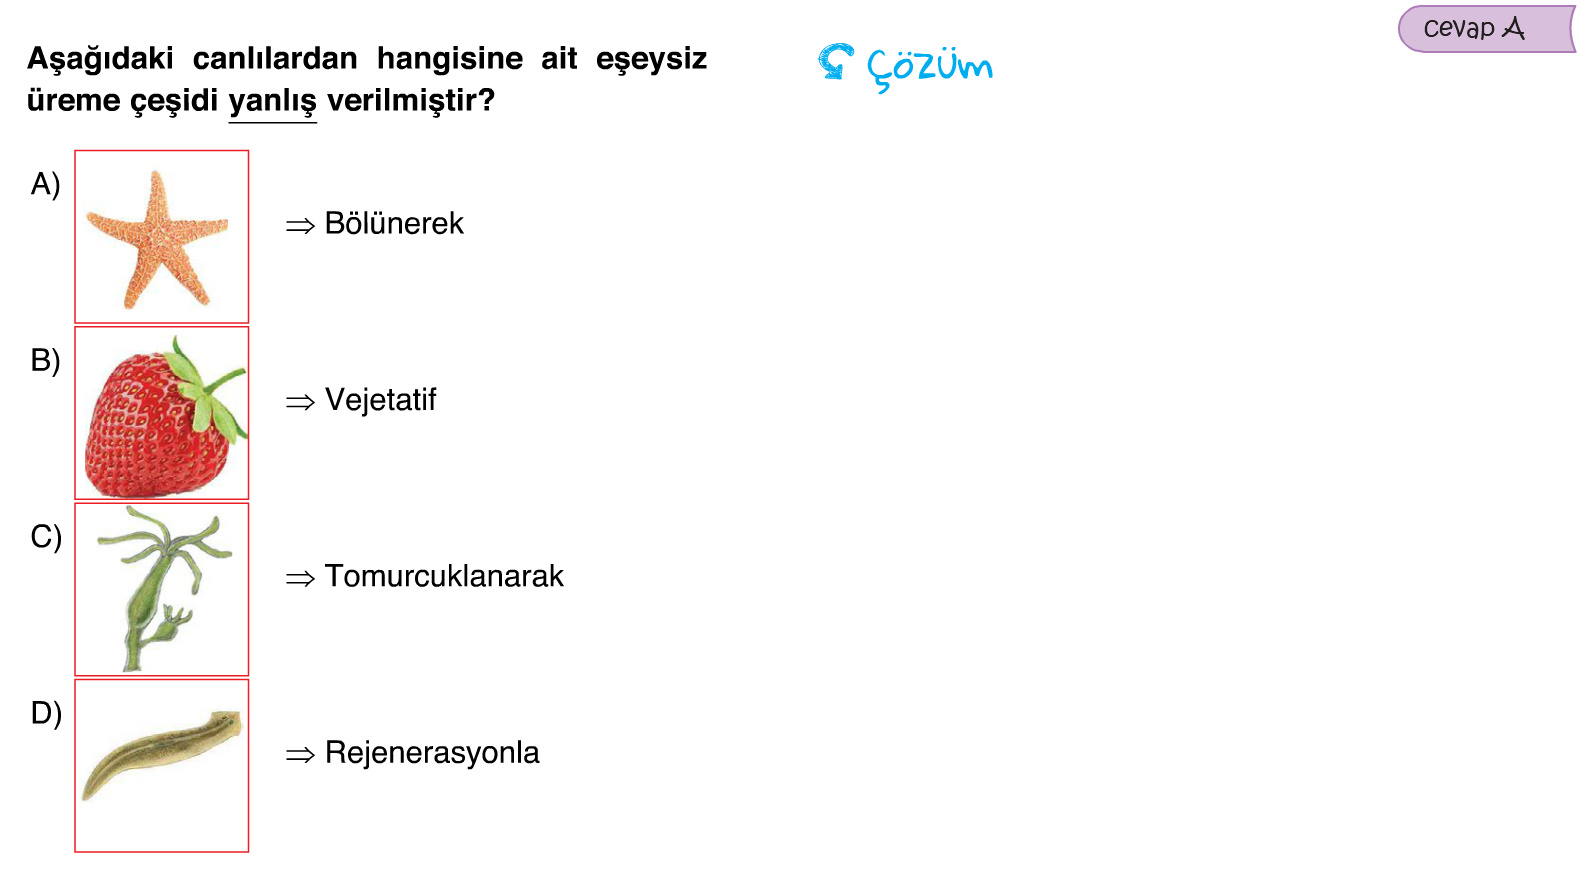 Aşağıdaki canlılardan hangisine ait eşeysiz
üreme çeşidi yanlış verilmiştir?
A) ⇒ Bölünerek
B) ⇒ Vejetatif
C) ⇒ Tomurcuklanarak
D) ⇒ Rejenerasyonla
Çözüm
Cevap A